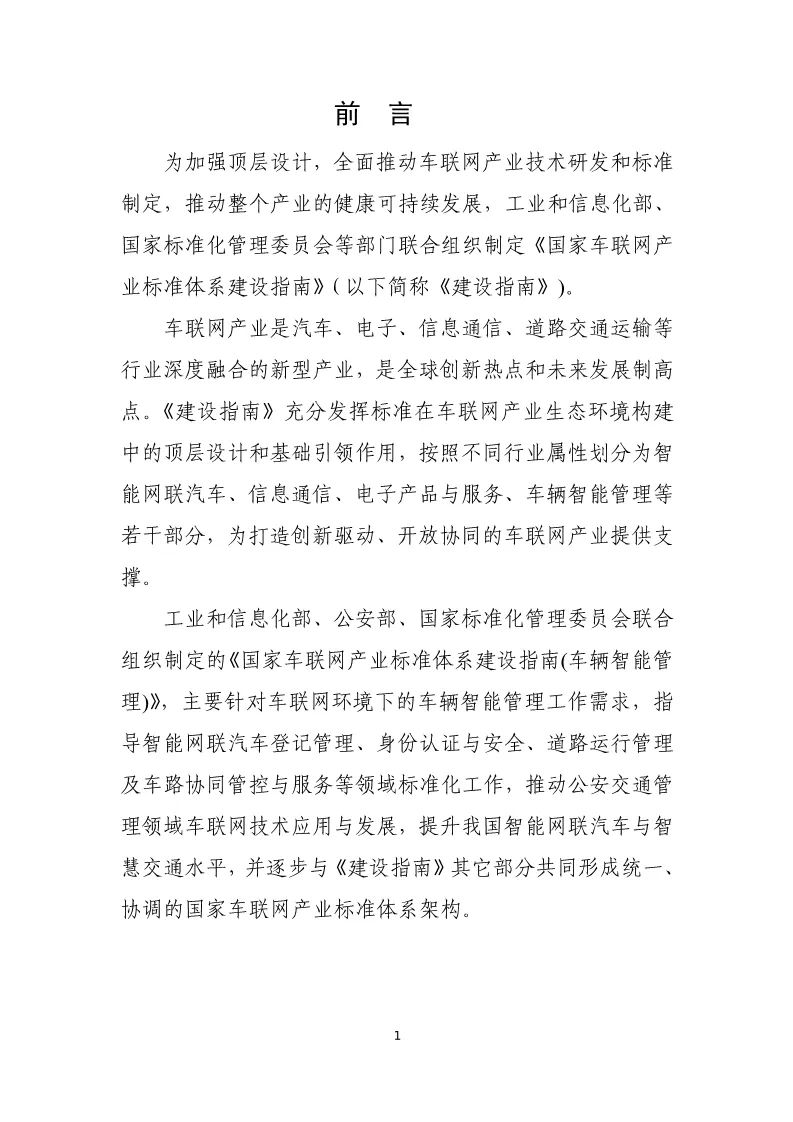 前 言
为加强顶层设计，全面推动车联网产业技术研发和标准
制定，推动整个产业的健康可持续发展，工业和信息化部、
国家标准化管理委员会等部门联合组织制定《国家车联网产
业标准体系建设指南》（以下简称《建设指南》)。
车联网产业是汽车、电子、信息通信、道路交通运输等
行业深度融合的新型产业，是全球创新热点和未来发展制高
点。《建设指南》充分发挥标准在车联网产业生态环境构建
中的顶层设计和基础引领作用，按照不同行业属性划分为智
能网联汽车、信息通信、电子产品与服务、车辆智能管理等
若干部分，为打造创新驱动、开放协同的车联网产业提供支
撑。
工业和信息化部、公安部、国家标准化管理委员会联合
组织制定的《国家车联网产业标准体系建设指南(车辆智能管
理)》，主要针对车联网环境下的车辆智能管理工作需求，指
导智能网联汽车登记管理、身份认证与安全、道路运行管理
及车路协同管控与服务等领域标准化工作，推动公安交通管
理领域车联网技术应用与发展，提升我国智能网联汽车与智
慧交通水平，并逐步与《建设指南》其它部分共同形成统一、
协调的国家车联网产业标准体系架构。
1